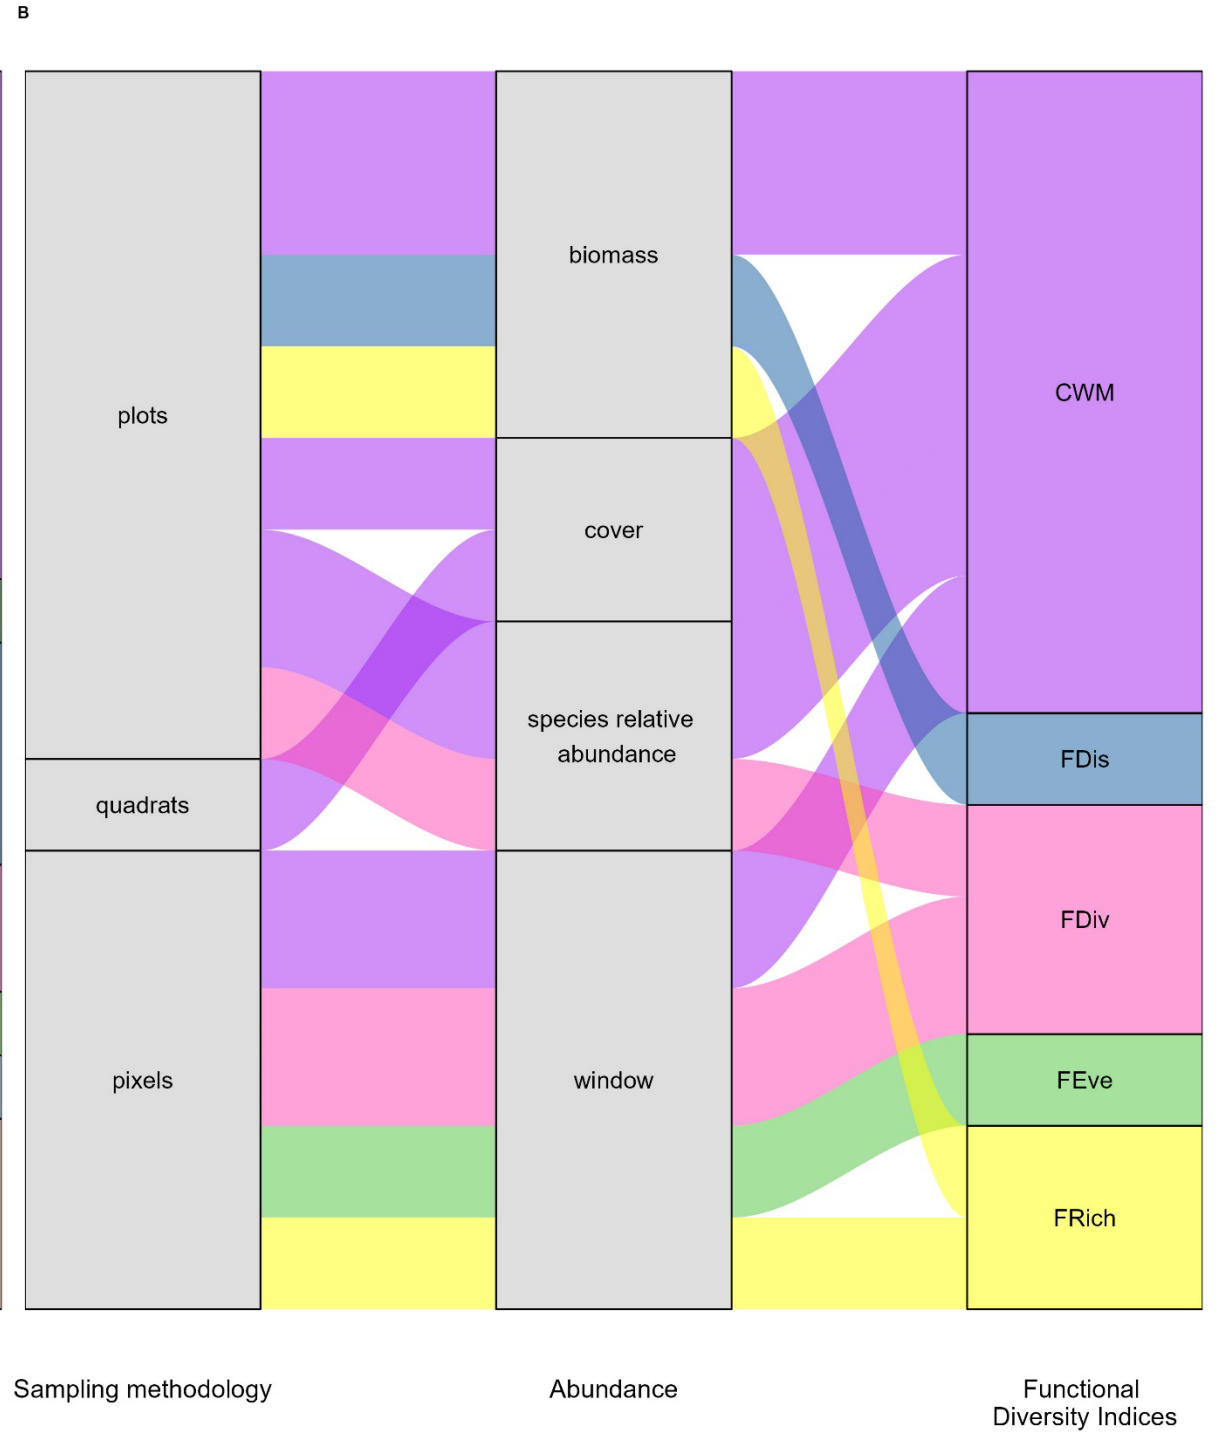 B
plots
quadrats
pixels
biomass
cover
species relative
abundance
window
CWM
FDis
FDiv
FEve
FRich
Sampling methodology
Abundance
Functional
Diversity Indices